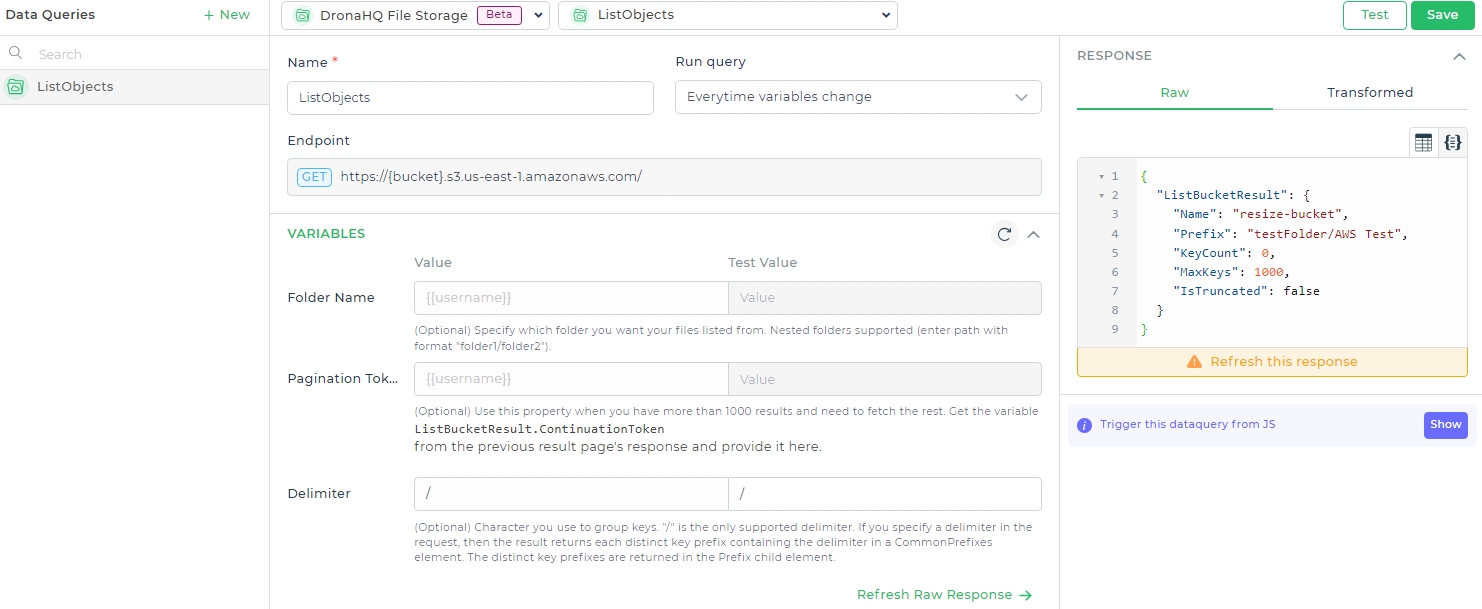 Data Queries
+ New
Search
ListObjects
DronaHQ File Storage Beta
ListObjects
Test
Save
Name *
ListObjects
Run query
Everytime variables change
Endpoint
GET https://{bucket}.s3.us-east-1.amazonaws.com/
VARIABLES
Value Test Value
Folder Name {{username}} Value
(Optional) Specify which folder you want your files listed from. Nested folders supported (enter path with
format "folder1/folder2").
Pagination Tok... {{username}} Value
(Optional) Use this property when you have more than 1000 results and need to fetch the rest. Get the variable
ListBucketResult.ContinuationToken
from the previous result page's response and provide it here.
Delimiter / /
(Optional) Character you use to group keys. "/" is the only supported delimiter. If you specify a delimiter in the
request, then the result returns each distinct key prefix containing the delimiter in a CommonPrefixes
element. The distinct key prefixes are returned in the Prefix child element.
Refresh Raw Response →
RESPONSE
Raw Transformed
1 {
2 "ListBucketResult": {
3 "Name": "resize-bucket",
4 "Prefix": "testFolder/AWS Test",
5 "KeyCount": 0,
6 "MaxKeys": 1000,
7 "IsTruncated": false
8 }
9 }
Refresh this response
Trigger this dataquery from JS
Show